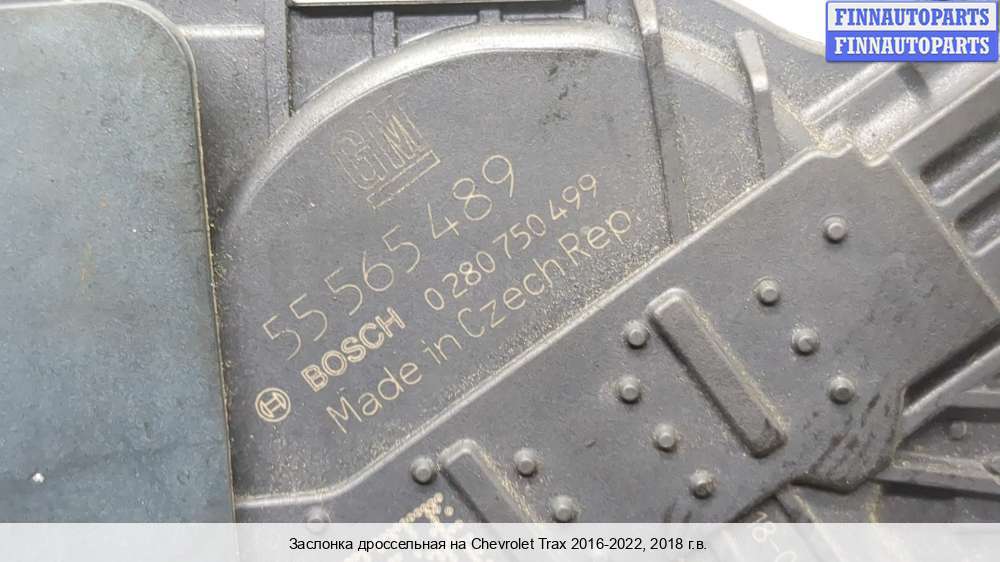 FINNAUTOPARTS
FINNAUTOPARTS
GM
55565489
BOSCH 0 280 750 499
Made in Czech Rep.
Заслонка дроссельная на Chevrolet Trax 2016-2022, 2018 г.в.